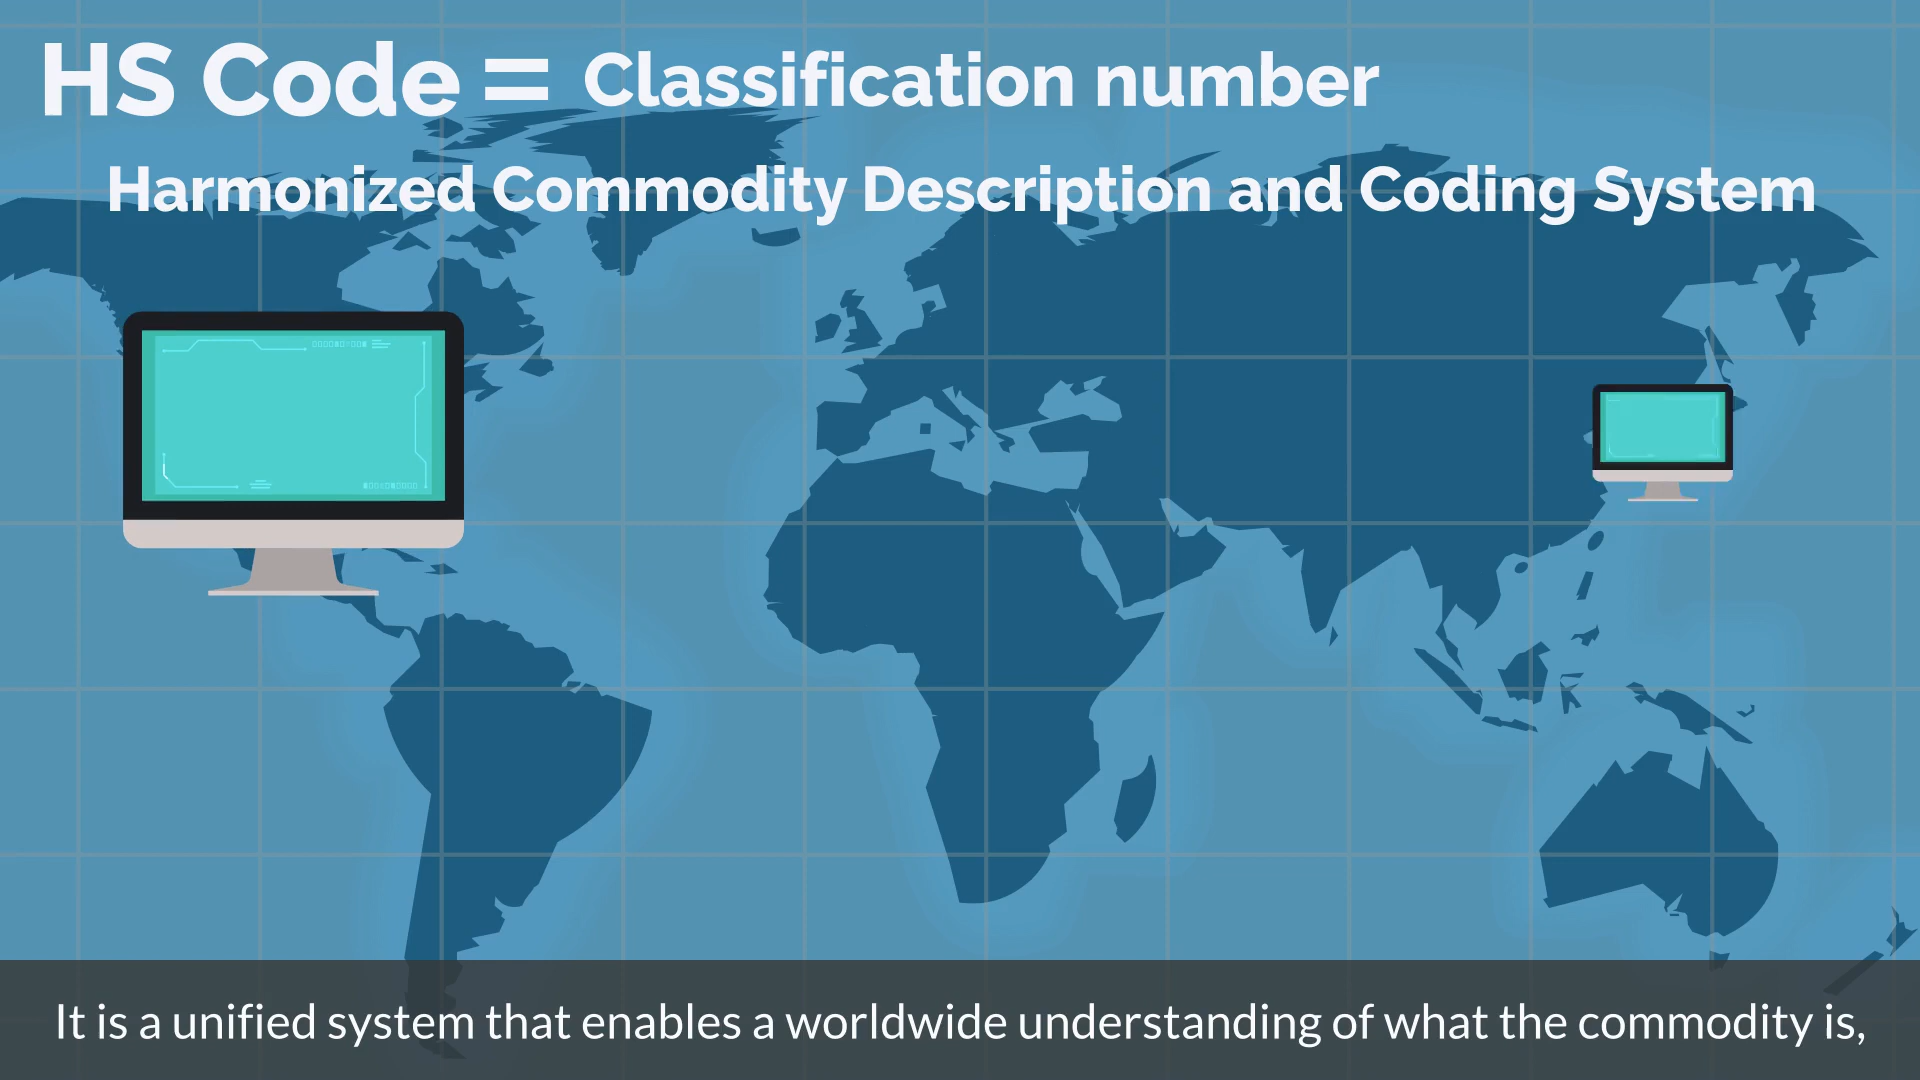 HS Code = Classification number
Harmonized Commodity Description and Coding System
It is a unified system that enables a worldwide understanding of what the commodity is,